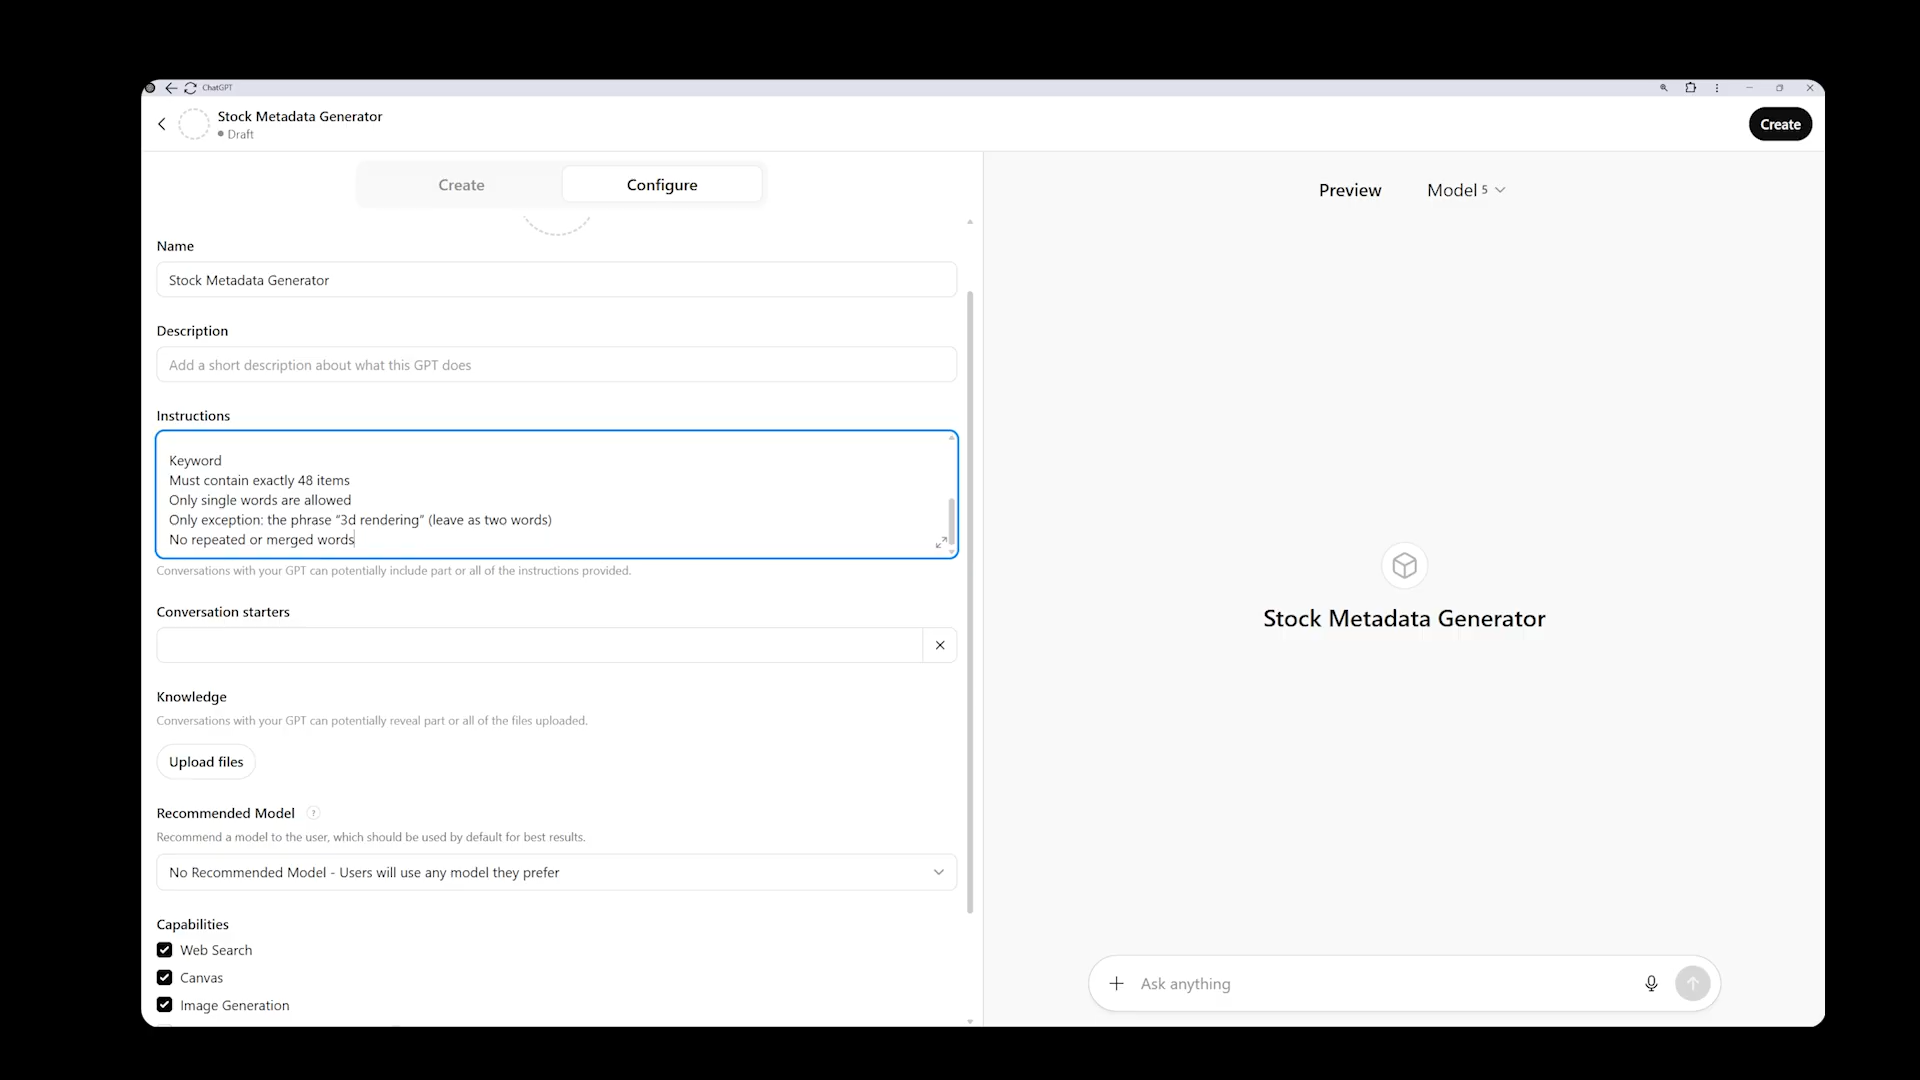 ChatGPT
Stock Metadata Generator
Draft
Create
Create
Configure
Name
Stock Metadata Generator
Description
Add a short description about what this GPT does
Instructions
Keyword
Must contain exactly 48 items
Only single words are allowed
Only exception: the phrase “3d rendering” (leave as two words)
No repeated or merged words
Conversations with your GPT can potentially include part or all of the instructions provided.
Conversation starters
Knowledge
Conversations with your GPT can potentially reveal part or all of the files uploaded.
Upload files
Recommended Model ?
Recommend a model to the user, which should be used by default for best results.
No Recommended Model - Users will use any model they prefer
Capabilities
Web Search
Canvas
Image Generation
Preview
Model 5
Stock Metadata Generator
Ask anything